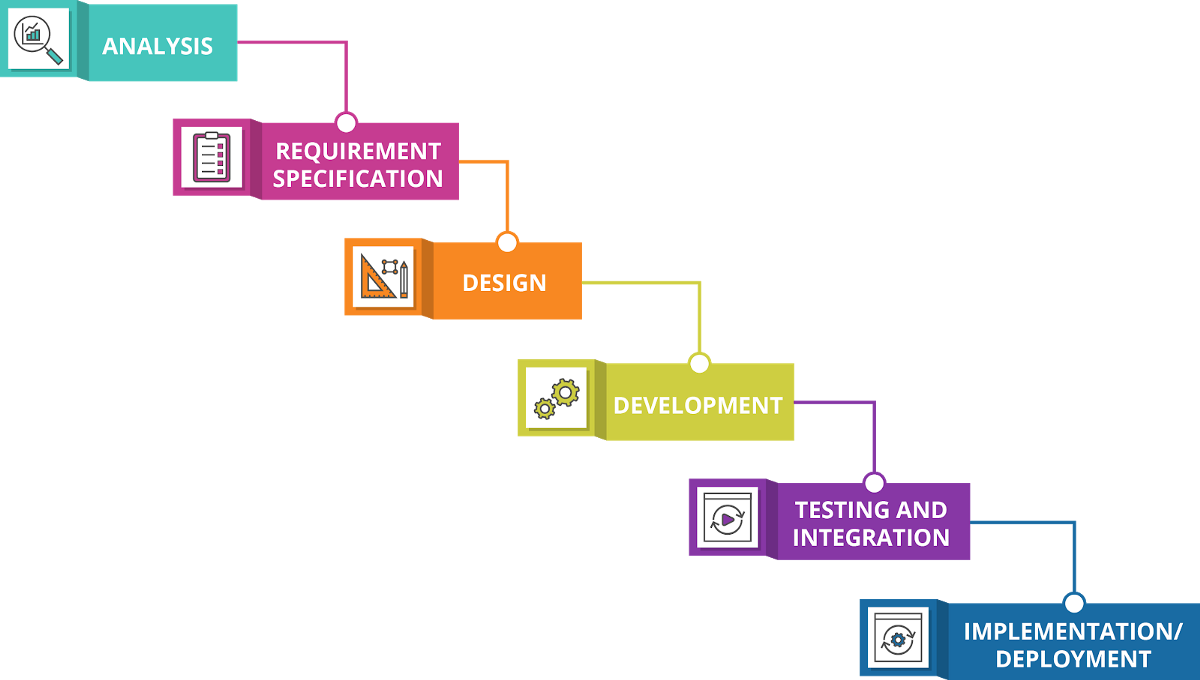 ANALYSIS
REQUIREMENT
SPECIFICATION
DESIGN
DEVELOPMENT
TESTING AND
INTEGRATION
IMPLEMENTATION/
DEPLOYMENT